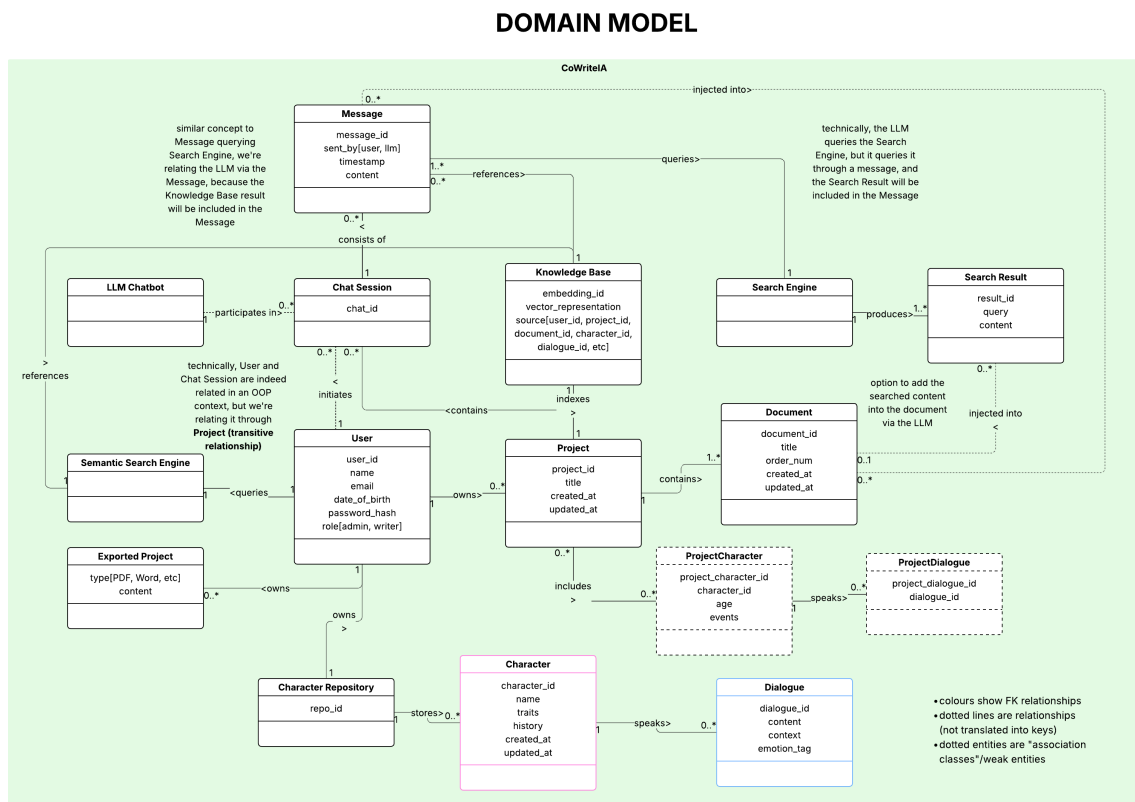 DOMAIN MODEL
CoWriteIA
injected into>
0..*
Message
message_id
sent_by[user, llm]
timestamp
content
similar concept to
Message querying
Search Engine, we're
relating the LLM via the
Message, because the
Knowledge Base result
will be included in the
Message
technically, the LLM
queries the Search
Engine, but it queries it
through a message, and
the Search Result will be
included in the Message
queries>
1..*
references>
0..*
0..*
<
consists of
1
1
1
LLM Chatbot
Chat Session
chat_id
0..*
participates in>
1
Knowledge Base
embedding_id
vector_representation
source[user_id, project_id,
document_id, character_id,
dialogue_id, etc]
Search Engine
1..*
produces>
1
Search Result
result_id
query
content
0..*
0..*
0..*
>
references
technically, User and
Chat Session are indeed
related in an OOP
context, but we're
relating it through
Project (transitive
relationship)
<
initiates
1
<contains
1
indexes
>
1
option to add the
searched content
into the document
via the LLM
injected into
<
0..1
0..*
Document
document_id
title
order_num
created_at
updated_at
1..*
contains>
1
Semantic Search Engine
1
1
<queries
1
User
user_id
name
email
date_of_birth
password_hash
role[admin, writer]
1
owns>
0..*
Project
project_id
title
created_at
updated_at
Exported Project
type[PDF, Word, etc]
content
0..*
<owns
1
0..*
includes
>
0..*
ProjectCharacter
project_character_id
character_id
age
events
1
speaks>
0..*
ProjectDialogue
project_dialogue_id
dialogue_id
owns
>
1
Character Repository
repo_id
1
stores>
0..*
Character
character_id
name
traits
history
created_at
updated_at
1
speaks>
0..*
Dialogue
dialogue_id
content
context
emotion_tag
•colours show FK relationships
•dotted lines are relationships
(not translated into keys)
•dotted entities are "association
classes"/weak entities